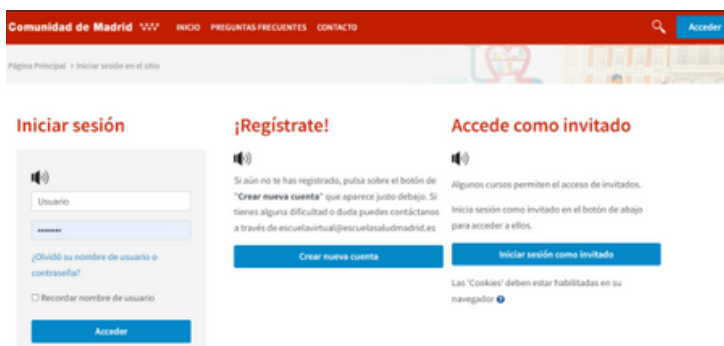 Comunidad de Madrid INICIO PREGUNTAS FRECUENTES CONTACTO Acceder
Página Principal > Iniciar sesión en el sitio
Iniciar sesión
Usuario
••••••••
¿Olvidó su nombre de usuario o
contraseña?
Recordar nombre de usuario
Acceder
¡Regístrate!
Si aún no te has registrado, pulsa sobre el botón de
"Crear nueva cuenta" que aparece justo debajo. Si
tienes alguna dificultad o duda puedes contáctanos
a través de escuelavirtual@escuelasaludmadrid.es
Crear nueva cuenta
Accede como invitado
Algunos cursos permiten el acceso de invitados.
Inicia sesión como invitado en el botón de abajo
para acceder a ellos.
Iniciar sesión como invitado
Las 'Cookies' deben estar habilitadas en su
navegador